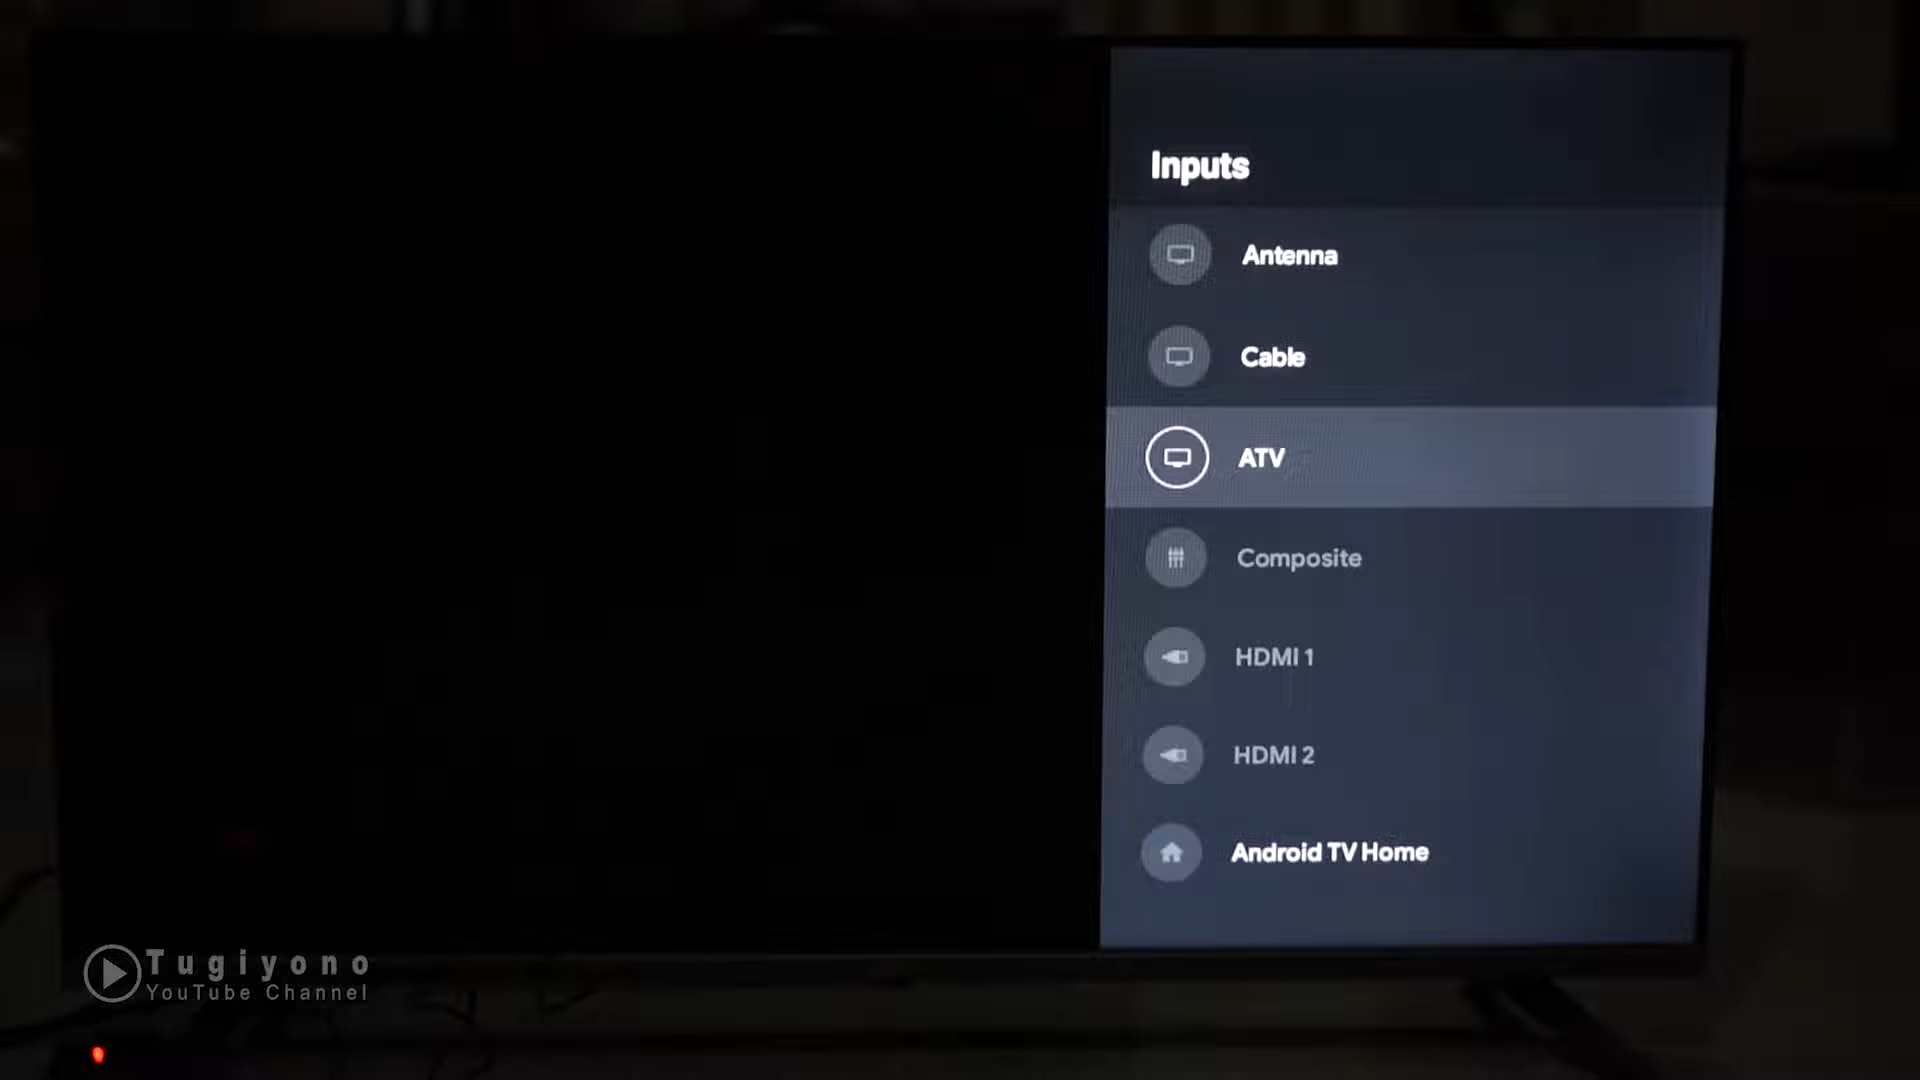 Inputs
Antenna
Cable
ATV
Composite
HDMI 1
HDMI 2
Android TV Home
Tugiyono
YouTube Channel